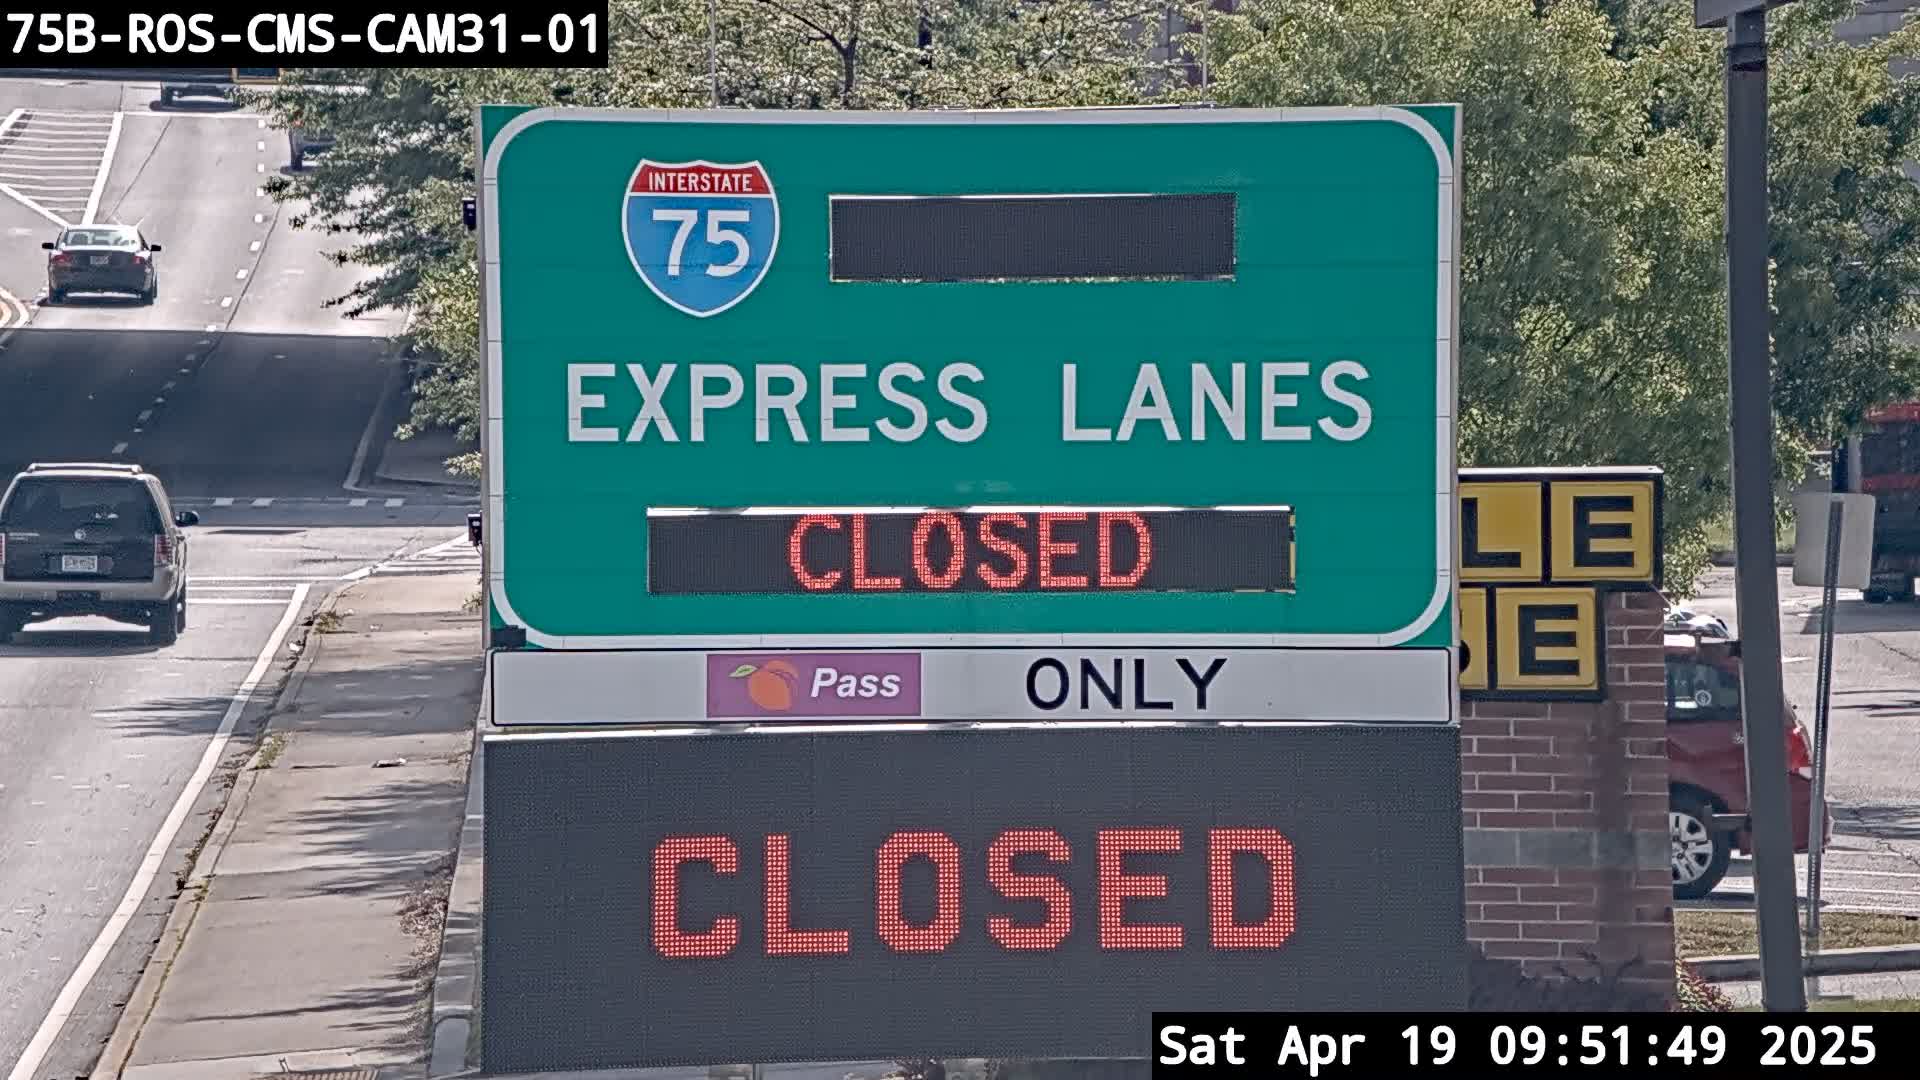 75B-ROS-CMS-CAM31-01
INTERSTATE
75
EXPRESS LANES
CLOSED
LE
E
Pass ONLY
CLOSED
Sat Apr 19 09:51:49 2025